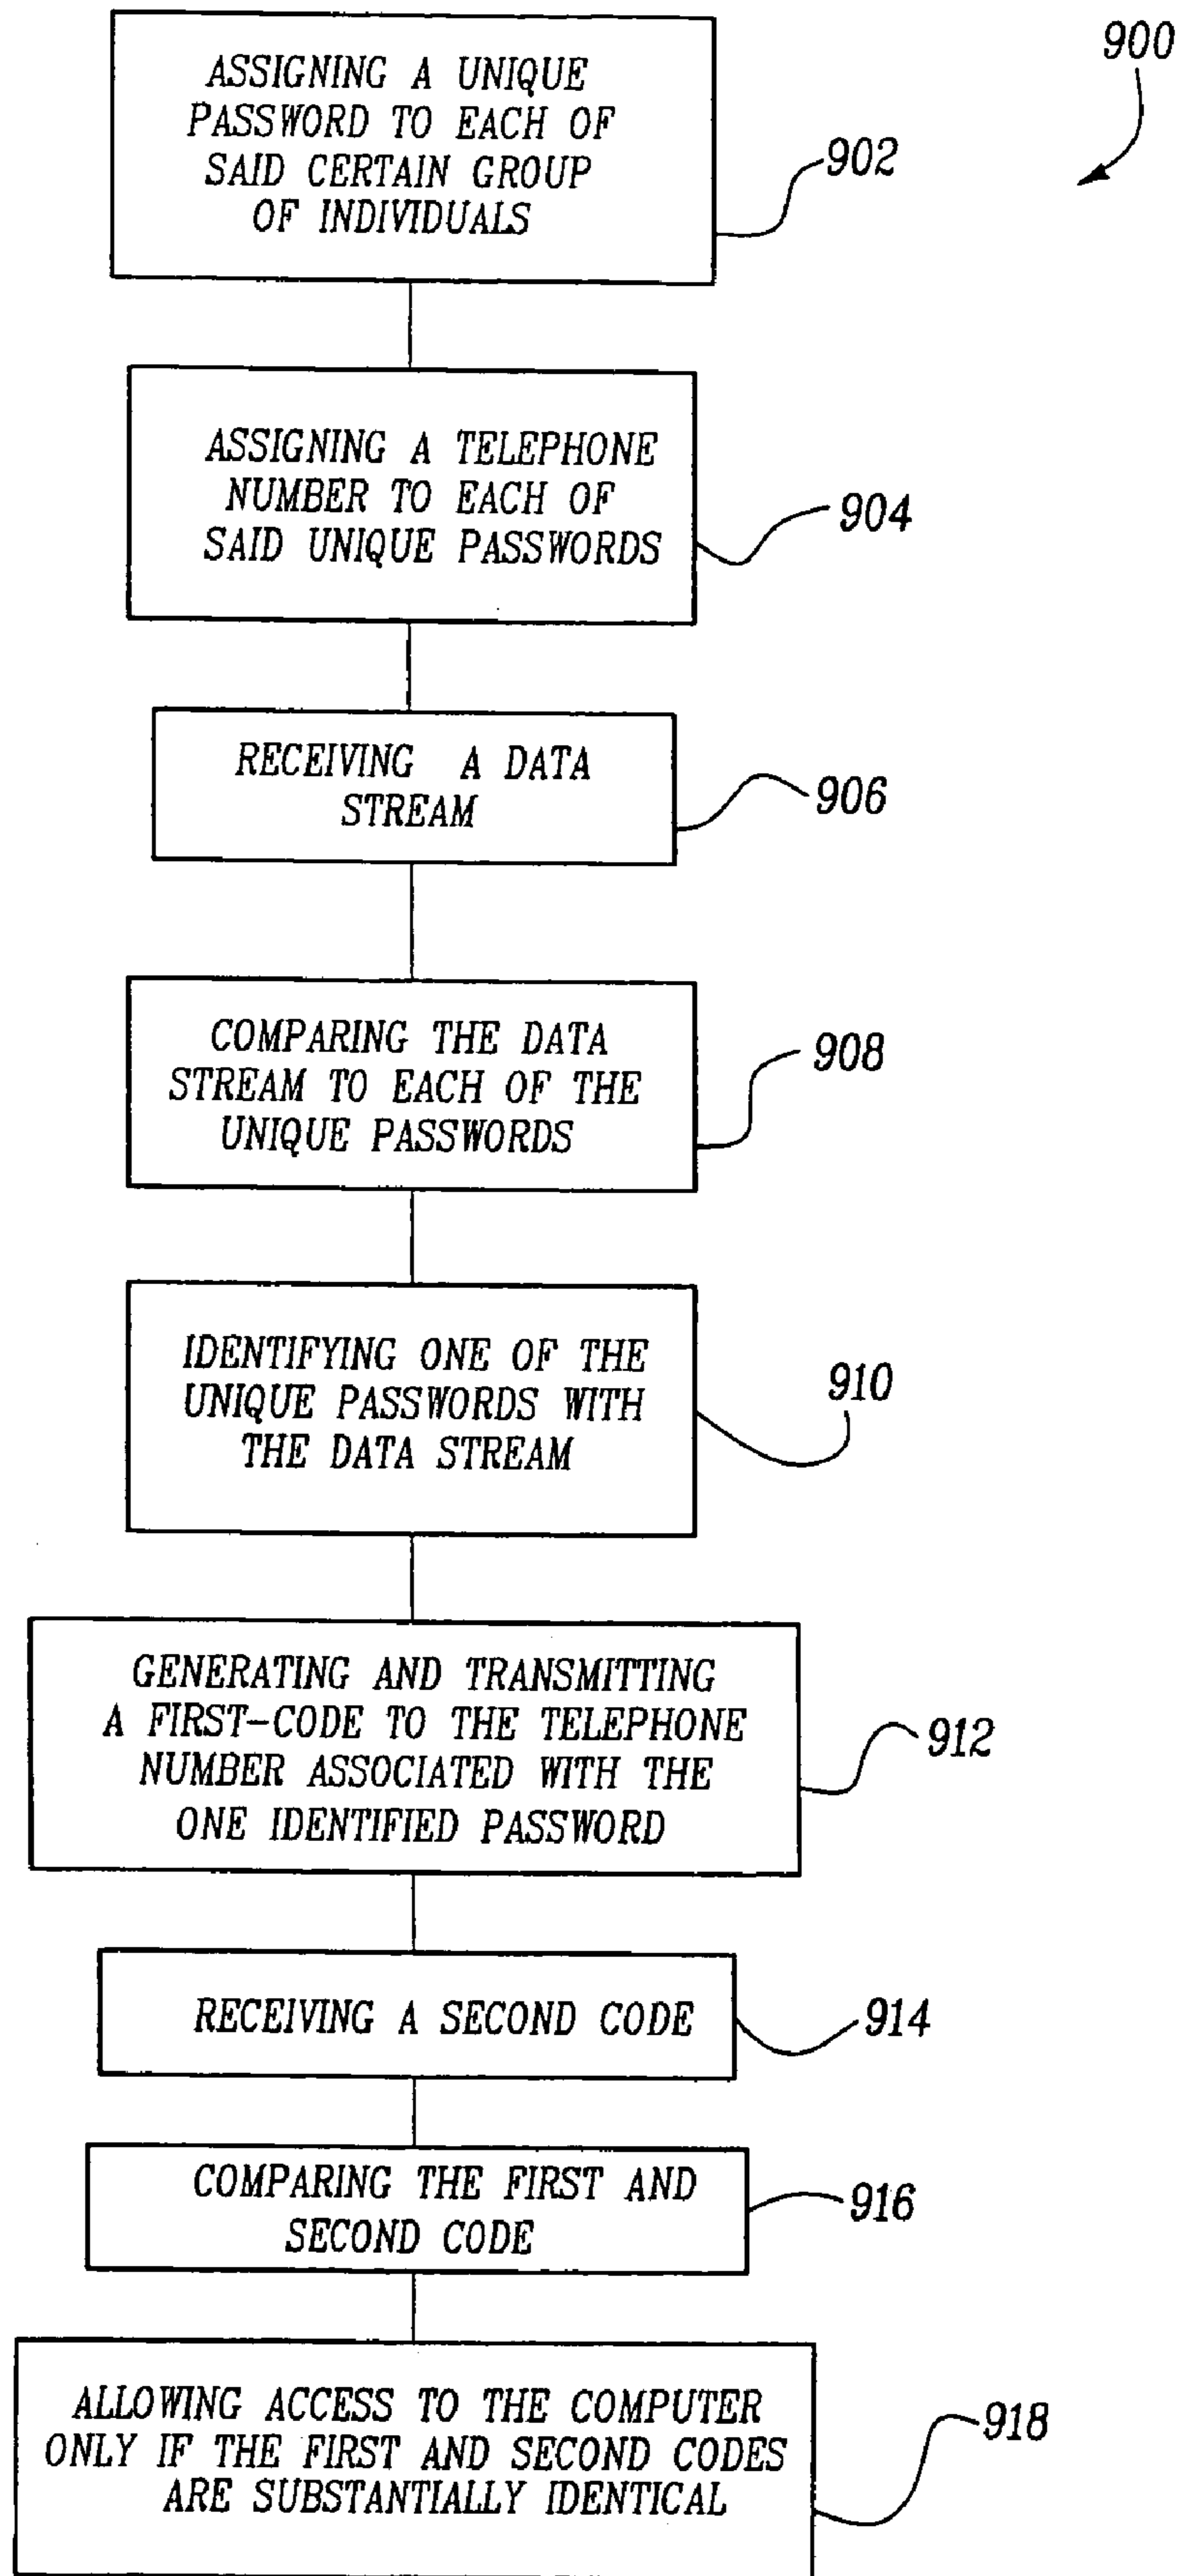 900
ASSIGNING A UNIQUE
PASSWORD TO EACH OF
SAID CERTAIN GROUP
OF INDIVIDUALS
902
ASSIGNING A TELEPHONE
NUMBER TO EACH OF
SAID UNIQUE PASSWORDS
904
RECEIVING A DATA
STREAM
906
COMPARING THE DATA
STREAM TO EACH OF THE
UNIQUE PASSWORDS
908
IDENTIFYING ONE OF THE
UNIQUE PASSWORDS WITH
THE DATA STREAM
910
GENERATING AND TRANSMITTING
A FIRST-CODE TO THE TELEPHONE
NUMBER ASSOCIATED WITH THE
ONE IDENTIFIED PASSWORD
912
RECEIVING A SECOND CODE
914
COMPARING THE FIRST AND
SECOND CODE
916
ALLOWING ACCESS TO THE COMPUTER
ONLY IF THE FIRST AND SECOND CODES
ARE SUBSTANTIALLY IDENTICAL
918